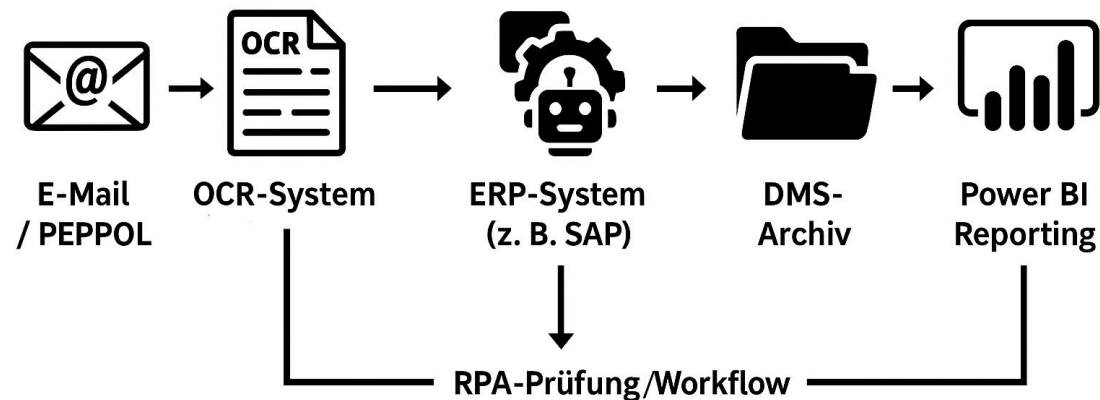 @
OCR
E-Mail
/ PEPPOL
OCR-System
ERP-System
(z. B. SAP)
DMS-
Archiv
Power BI
Reporting
RPA-Prüfung/Workflow